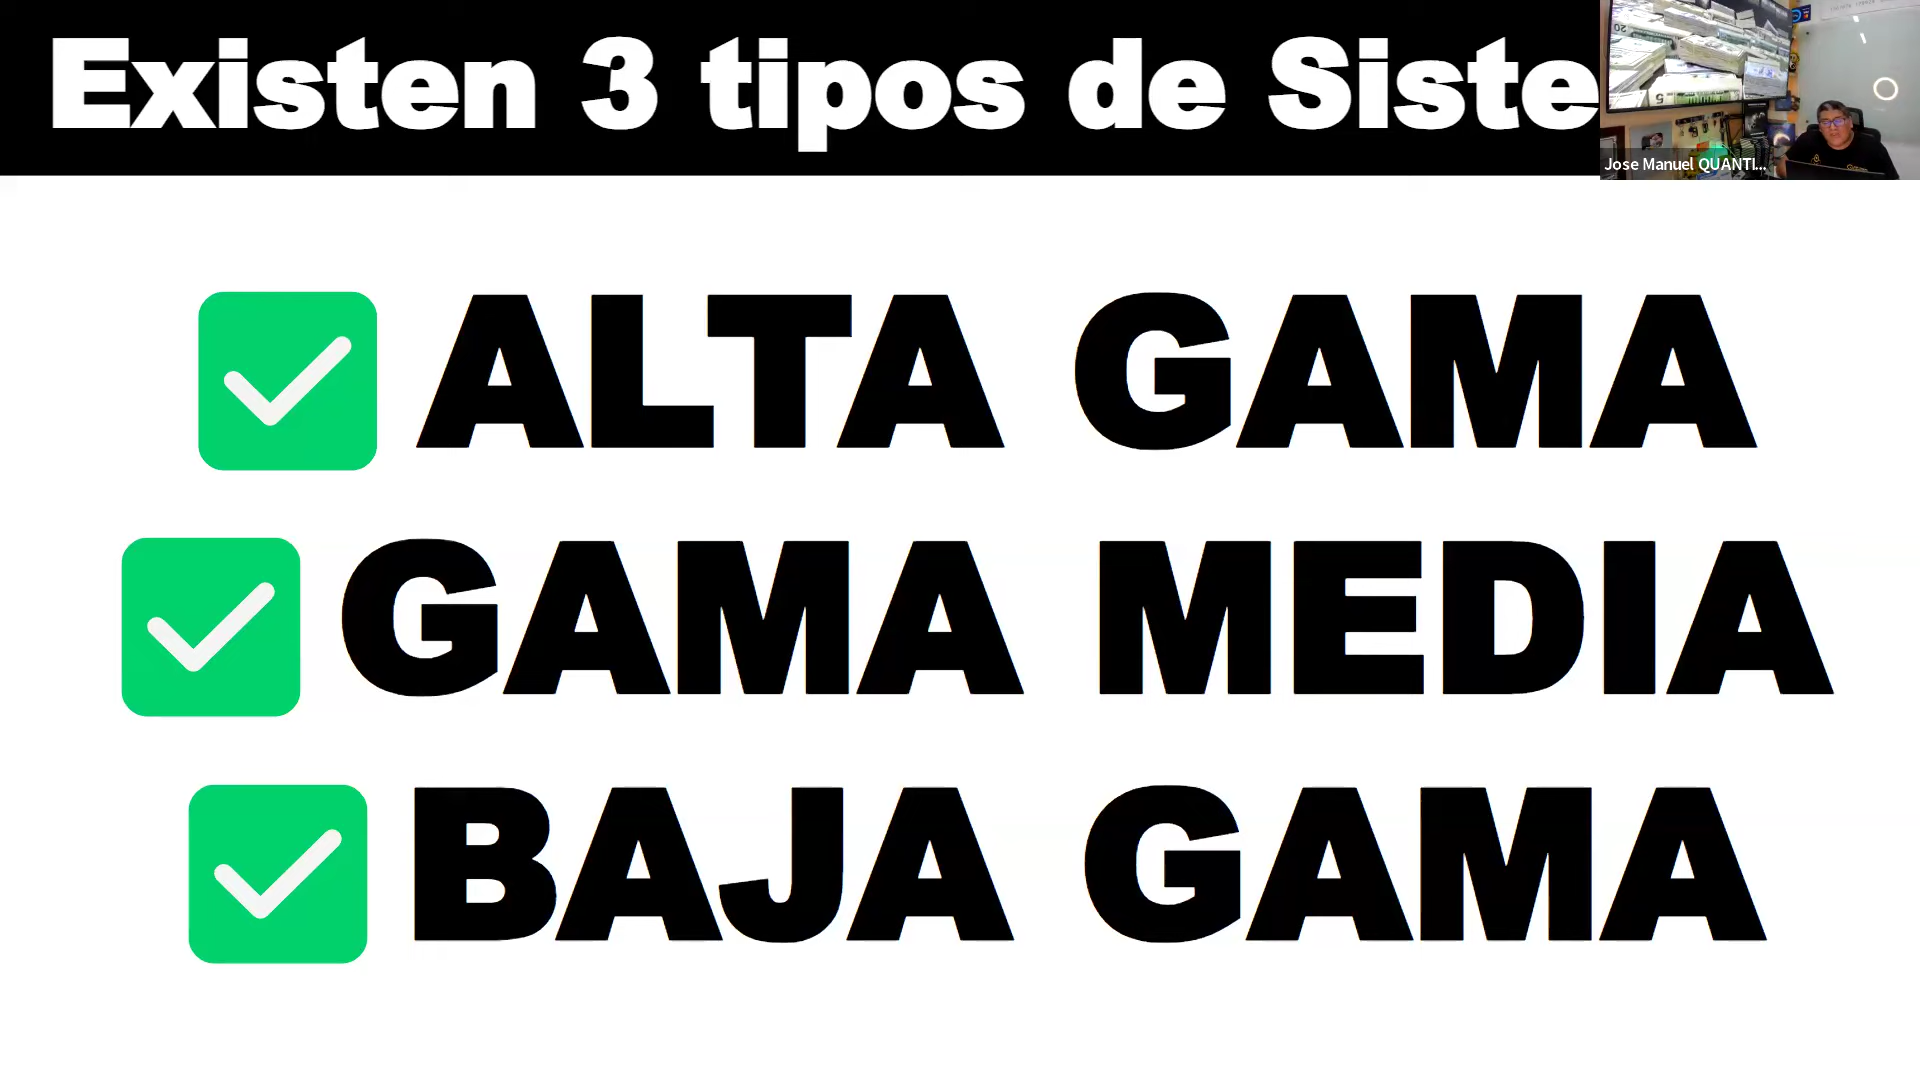 Existen 3 tipos de Siste
Jose Manuel QUANTI...
ALTA GAMA
GAMA MEDIA
BAJA GAMA